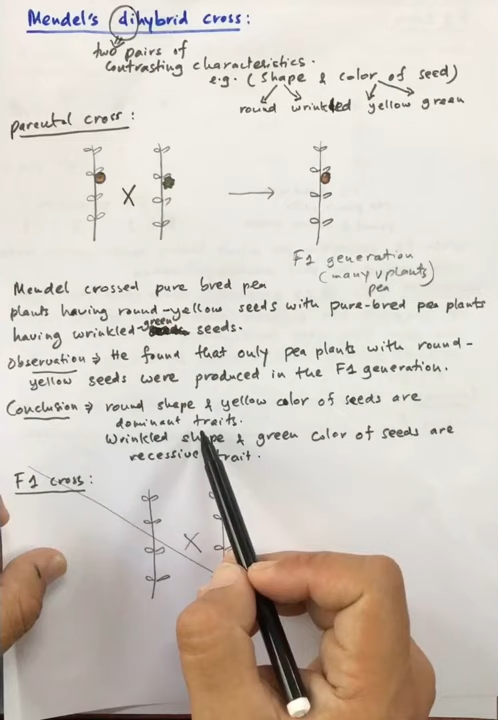 Mendel's dihybrid cross:
two pairs of
contrasting characteristics.
e.g. (shape & color of seed)
round wrinkled yellow green
parental cross:
X
F1 generation
(many plants)
pea
Mendel crossed pure bred pea
plants having round-yellow seeds with pure-bred pea plants
having wrinkled-green seeds.
Observation → He found that only pea plants with round-
yellow seeds were produced in the F1 generation.
Conclusion → round shape & yellow color of seeds are
dominant traits.
Wrinkled shape & green color of seeds are
recessive trait.
F1 cross:
X